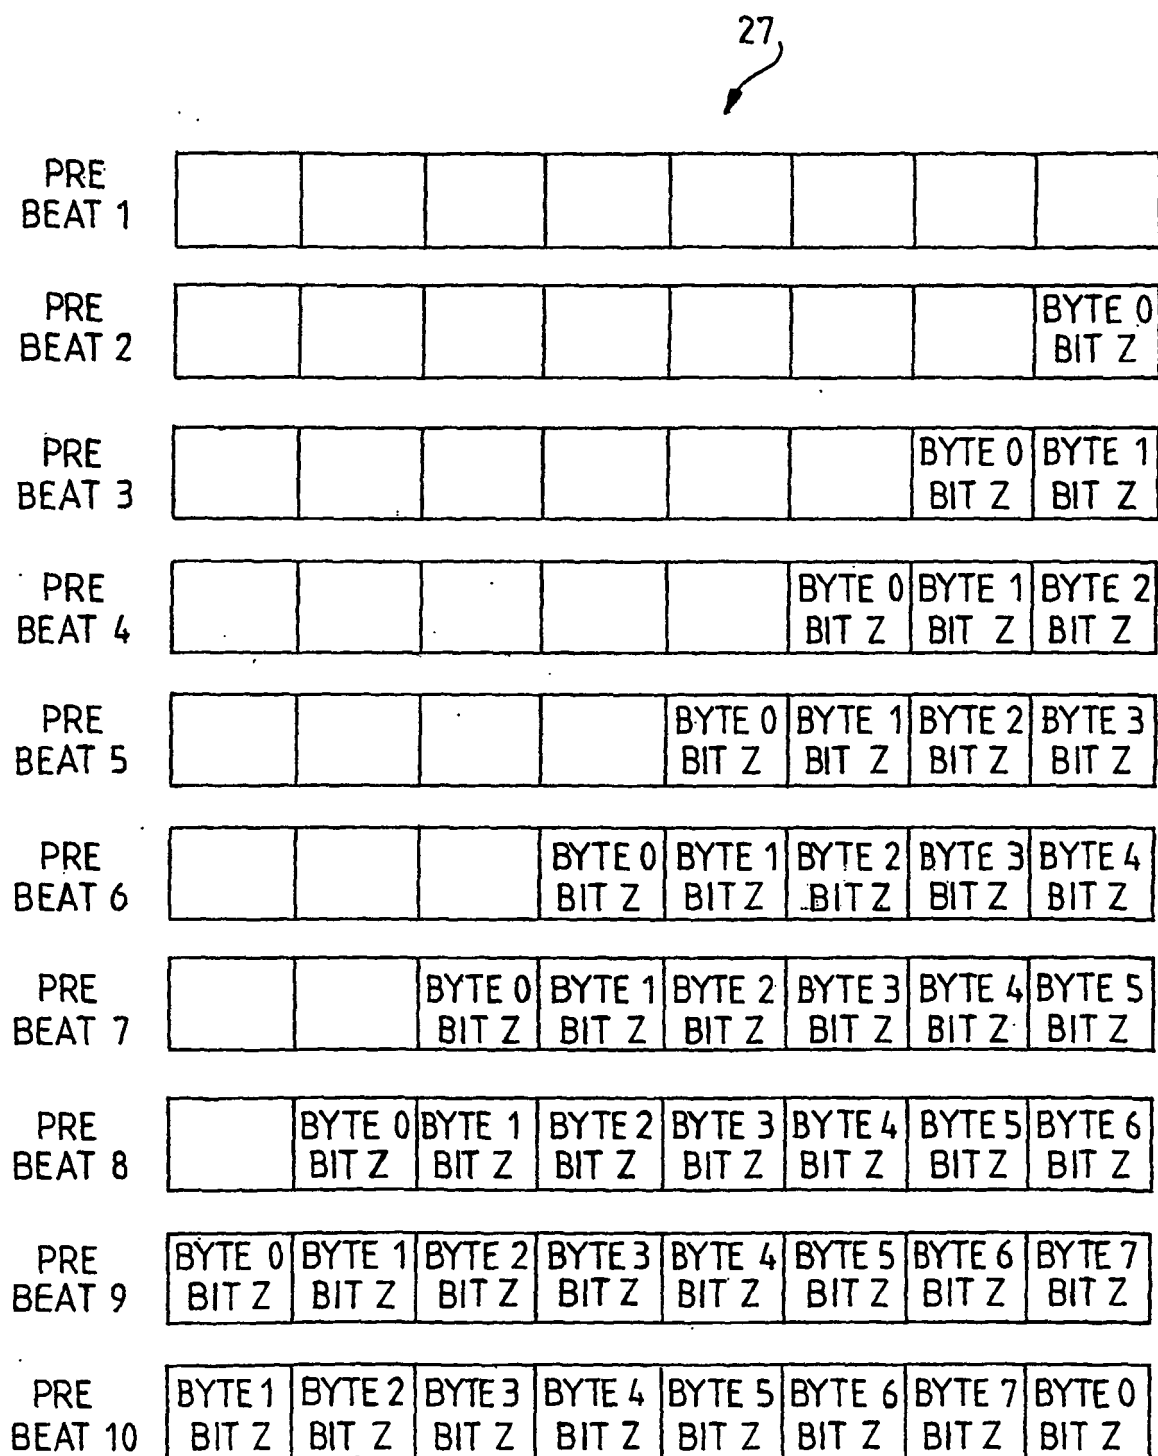 27
PRE
BEAT 1
PRE
BEAT 2
BYTE 0
BIT Z
PRE
BEAT 3
BYTE 0 BYTE 1
BIT Z BIT Z
PRE
BEAT 4
BYTE 0 BYTE 1 BYTE 2
BIT Z BIT Z BIT Z
PRE
BEAT 5
BYTE 0 BYTE 1 BYTE 2 BYTE 3
BIT Z BIT Z BIT Z BIT Z
PRE
BEAT 6
BYTE 0 BYTE 1 BYTE 2 BYTE 3 BYTE 4
BIT Z BIT Z BIT Z BIT Z BIT Z
PRE
BEAT 7
BYTE 0 BYTE 1 BYTE 2 BYTE 3 BYTE 4 BYTE 5
BIT Z BIT Z BIT Z BIT Z BIT Z BIT Z
PRE
BEAT 8
BYTE 0 BYTE 1 BYTE 2 BYTE 3 BYTE 4 BYTE 5 BYTE 6
BIT Z BIT Z BIT Z BIT Z BIT Z BIT Z BIT Z
PRE
BEAT 9
BYTE 0 BYTE 1 BYTE 2 BYTE 3 BYTE 4 BYTE 5 BYTE 6 BYTE 7
BIT Z BIT Z BIT Z BIT Z BIT Z BIT Z BIT Z BIT Z
PRE
BEAT 10
BYTE 1 BYTE 2 BYTE 3 BYTE 4 BYTE 5 BYTE 6 BYTE 7 BYTE 0
BIT Z BIT Z BIT Z BIT Z BIT Z BIT Z BIT Z BIT Z